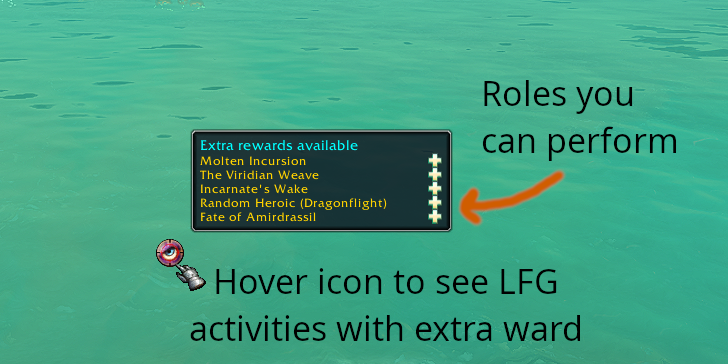 Roles you
can perform
Extra rewards available
Molten Incursion
The Viridian Weave
Incarnate's Wake
Random Heroic (Dragonflight)
Fate of Amirdrassil
Hover icon to see LFG
activities with extra ward